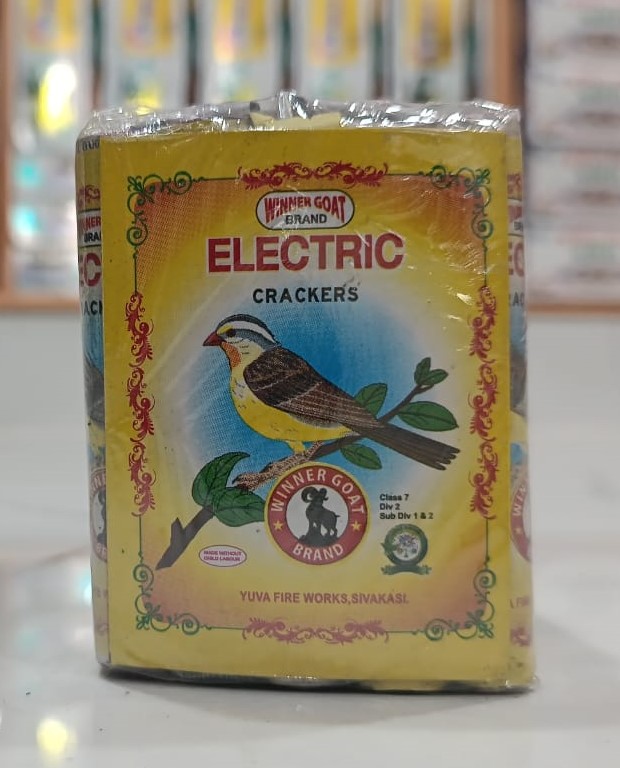 WINNER GOAT
BRAND
ELECTRIC
CRACKERS
WINNER GOAT
BRAND
Class 7
Div 2
Sub Div 1 & 2
MADE WITHOUT
CHILD LABOUR
YUVA FIRE WORKS,SIVAKASI.